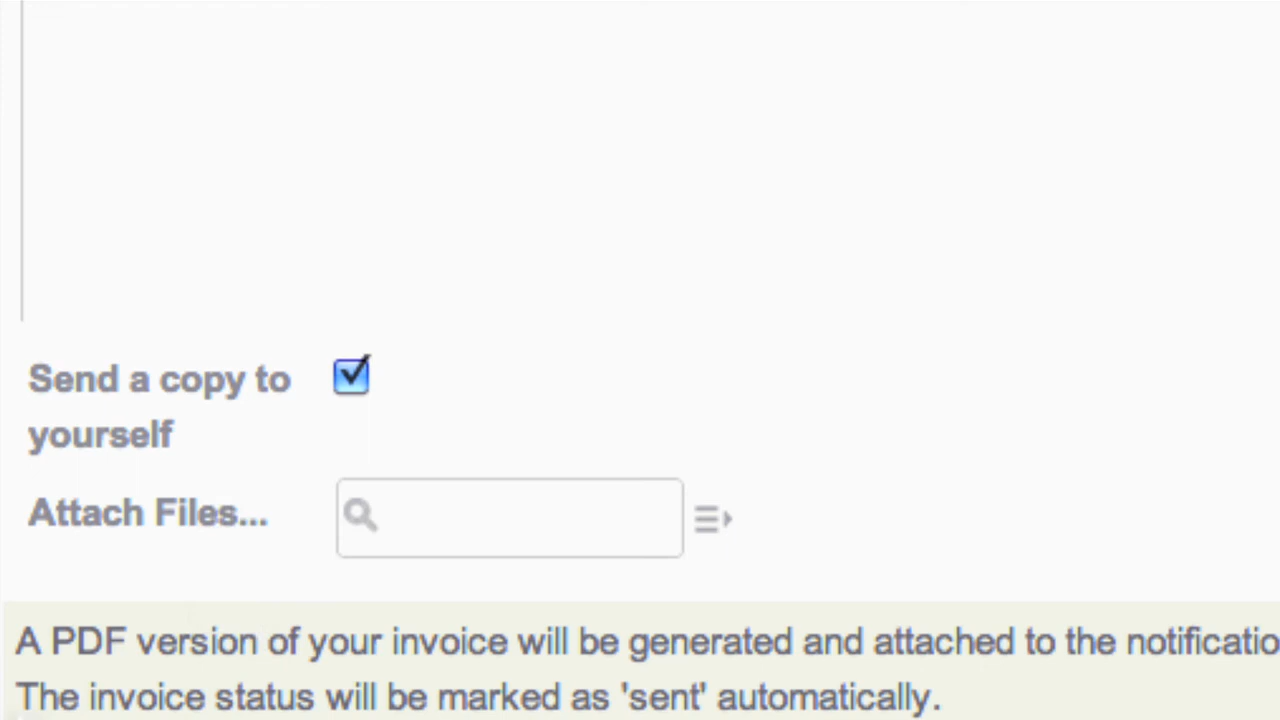 Send a copy to
yourself
Attach Files...
A PDF version of your invoice will be generated and attached to the notificatio
The invoice status will be marked as 'sent' automatically.